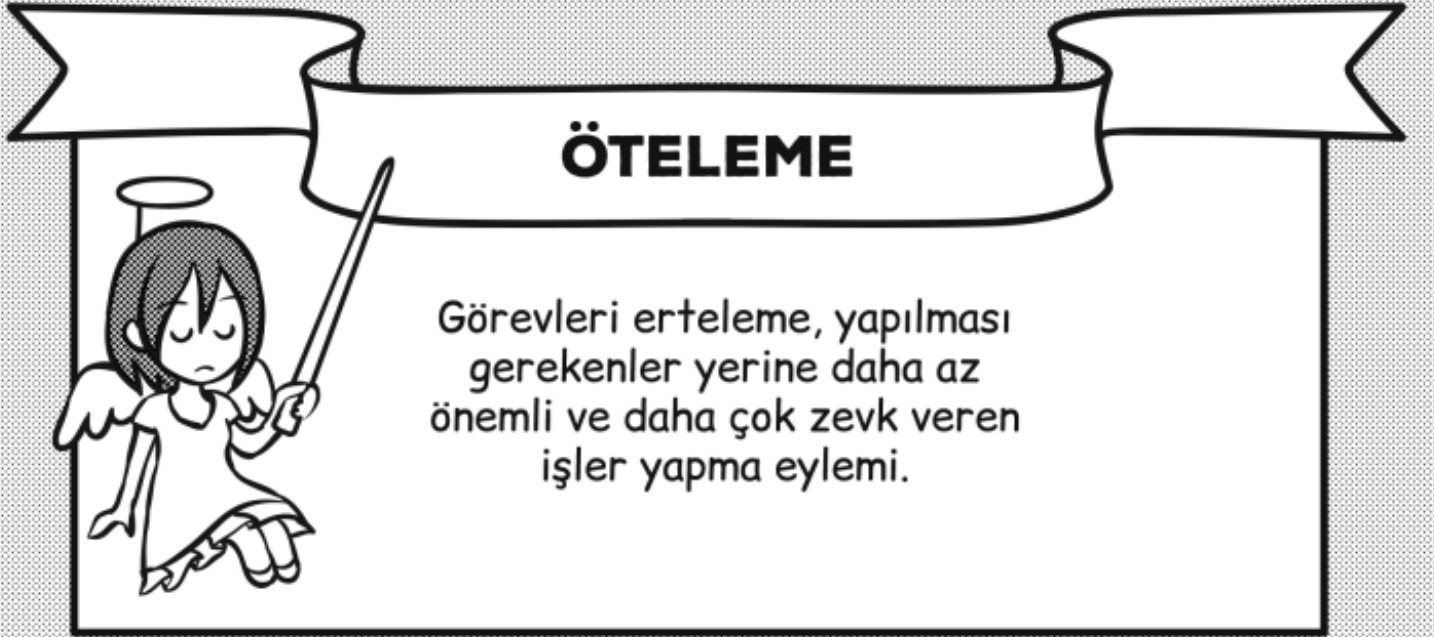 ÖTELEME
Görevleri erteleme, yapılması
gerekenler yerine daha az
önemli ve daha çok zevk veren
işler yapma eylemi.